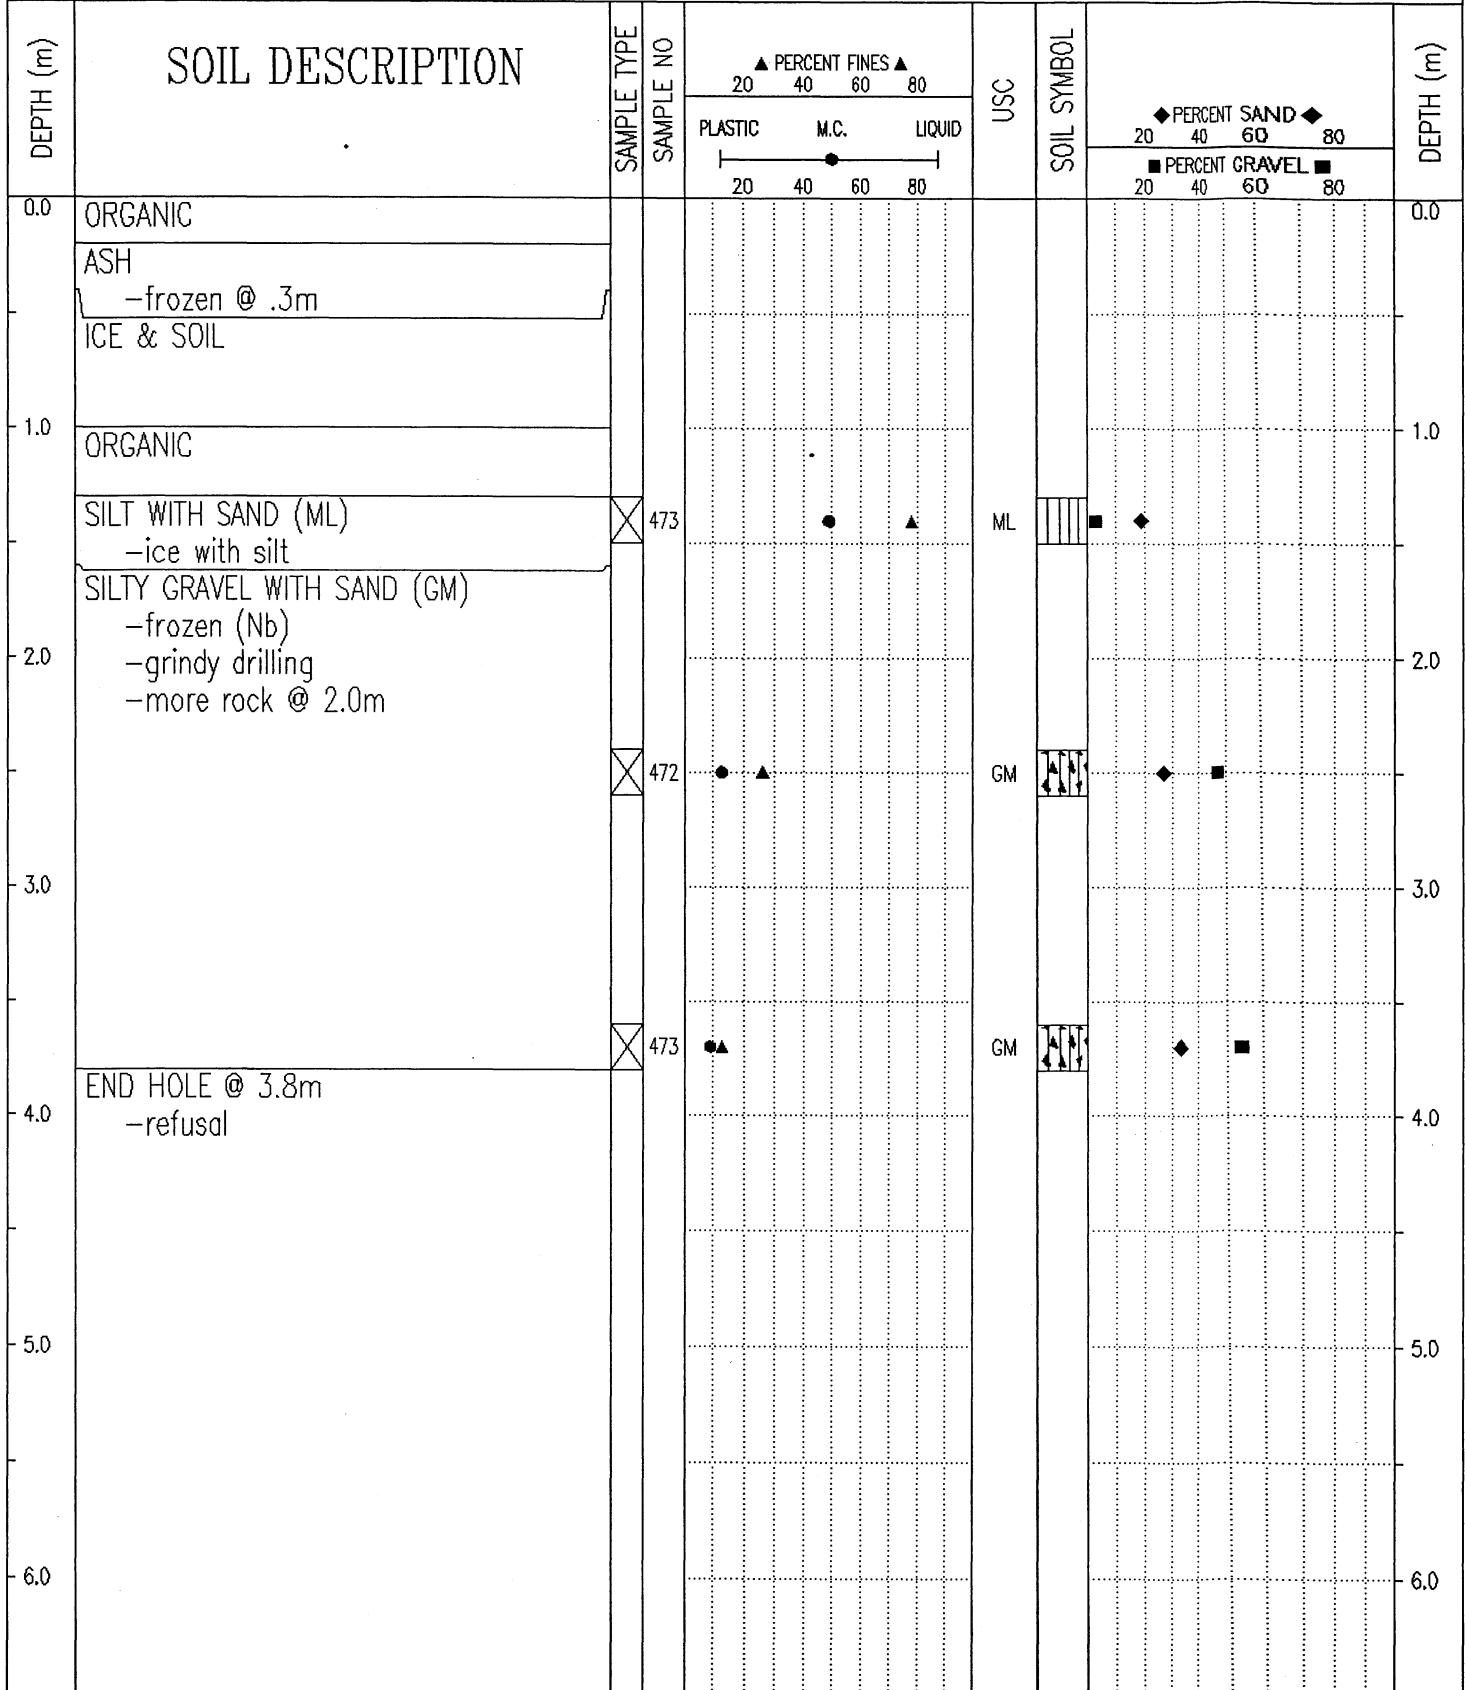 DEPTH (m)
SOIL DESCRIPTION
SAMPLE TYPE
SAMPLE NO
▲ PERCENT FINES ▲
20 40 60 80
PLASTIC M.C. LIQUID
20 40 60 80
USC
SOIL SYMBOL
◆ PERCENT SAND ◆
20 40 60 80
■ PERCENT GRAVEL ■
20 40 60 80
DEPTH (m)
0.0 ORGANIC 0.0
ASH
-frozen @ .3m
ICE & SOIL
1.0 1.0
ORGANIC
SILT WITH SAND (ML) 473 ML
-ice with silt
SILTY GRAVEL WITH SAND (GM)
-frozen (Nb)
2.0 -grindy drilling 2.0
-more rock @ 2.0m
472 GM
3.0 3.0
473 GM
END HOLE @ 3.8m
4.0 -refusal 4.0
5.0 5.0
6.0 6.0